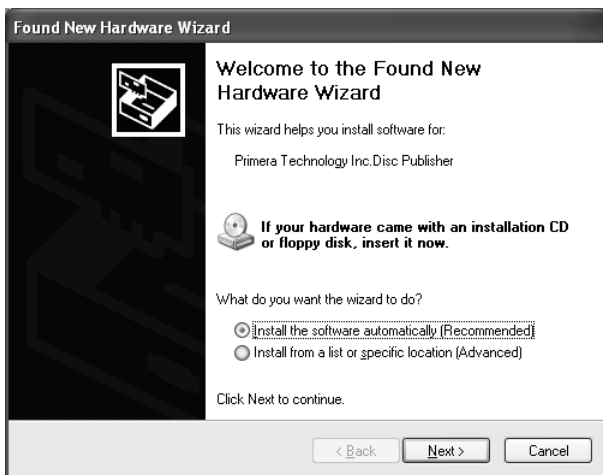 Found New Hardware Wizard
Welcome to the Found New
Hardware Wizard
This wizard helps you install software for:
Primera Technology Inc.Disc Publisher
If your hardware came with an installation CD
or floppy disk, insert it now.
What do you want the wizard to do?
Install the software automatically (Recommended)
Install from a list or specific location (Advanced)
Click Next to continue.
< Back Next > Cancel